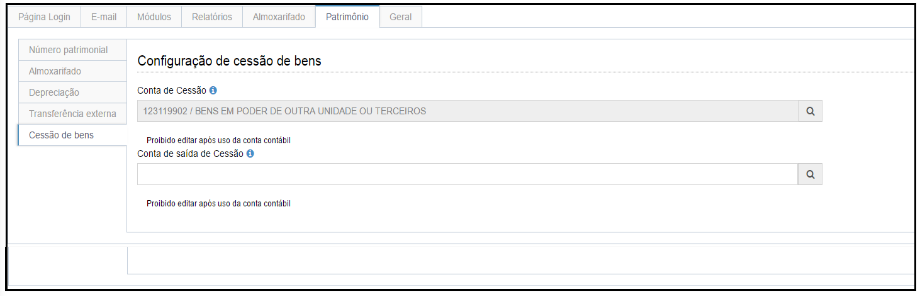 Página Login E-mail Módulos Relatórios Almoxarifado Patrimônio Geral
Número patrimonial
Almoxarifado
Depreciação
Transferência externa
Cessão de bens
Configuração de cessão de bens
Conta de Cessão
123119902 / BENS EM PODER DE OUTRA UNIDADE OU TERCEIROS
Proibido editar após uso da conta contábil
Conta de saída de Cessão
Proibido editar após uso da conta contábil